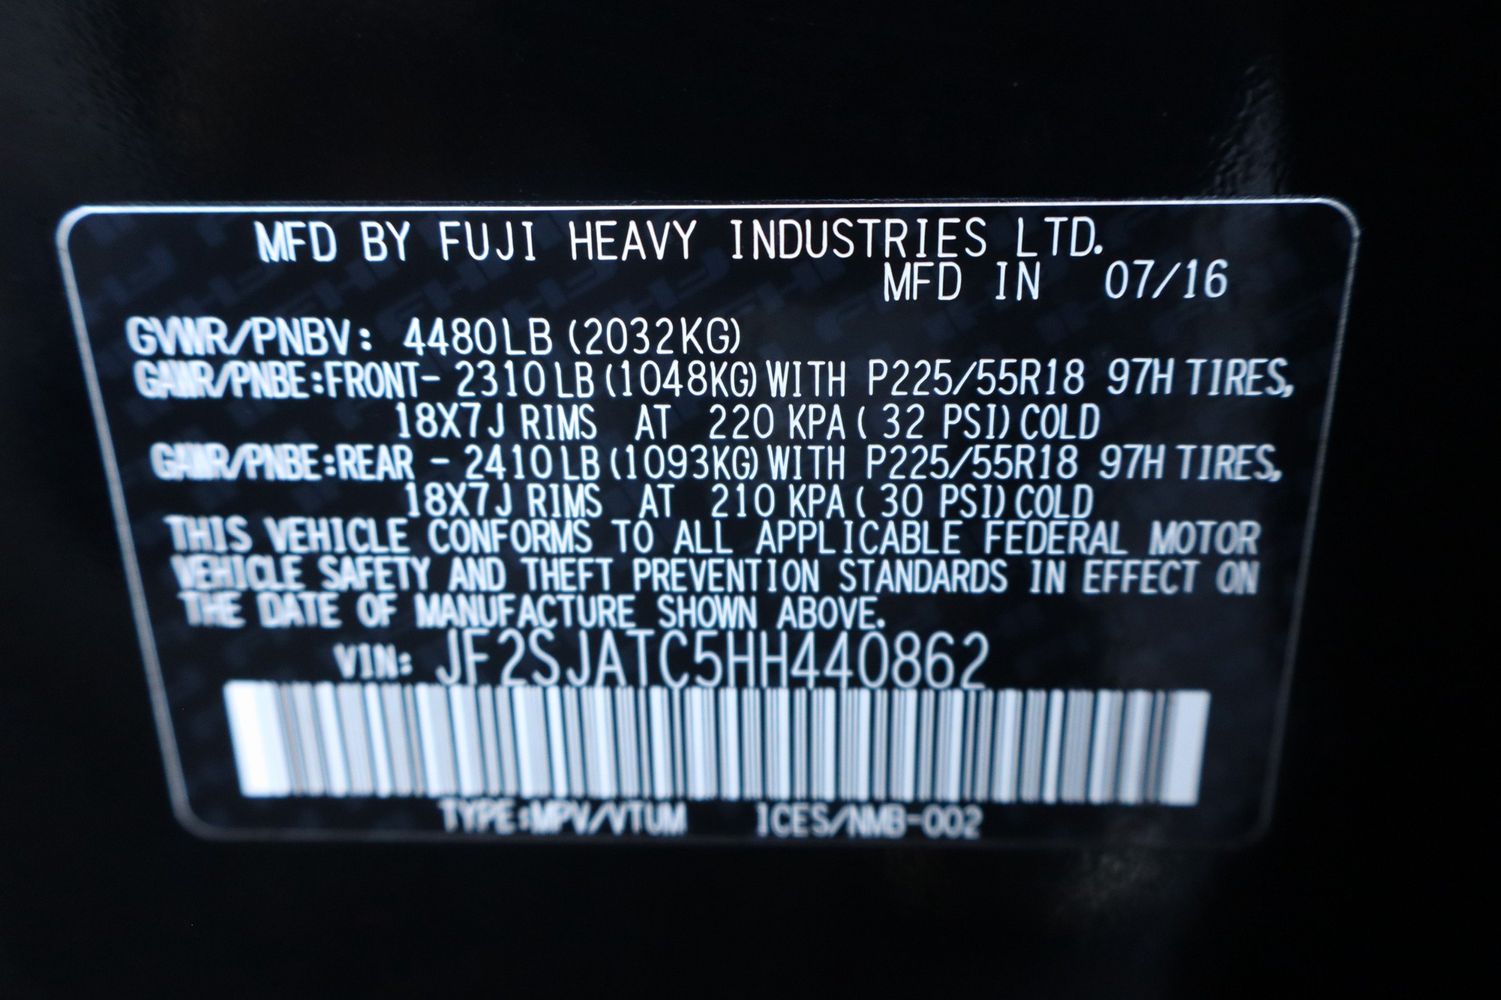 MFD BY FUJI HEAVY INDUSTRIES LTD.
MFD IN 07/16
GVWR/PNBV: 4480LB (2032KG)
GAWR/PNBE:FRONT- 2310LB (1048KG) WITH P225/55R18 97H TIRES,
18X7J RIMS AT 220 KPA ( 32 PSI) COLD
GAWR/PNBE:REAR - 2410LB (1093KG) WITH P225/55R18 97H TIRES,
18X7J RIMS AT 210 KPA ( 30 PSI) COLD
THIS VEHICLE CONFORMS TO ALL APPLICABLE FEDERAL MOTOR
VEHICLE SAFETY AND THEFT PREVENTION STANDARDS IN EFFECT ON
THE DATE OF MANUFACTURE SHOWN ABOVE.
VIN: JF2SJATC5HH440862
TYPE:MPV/VTUM ICES/NMB-002